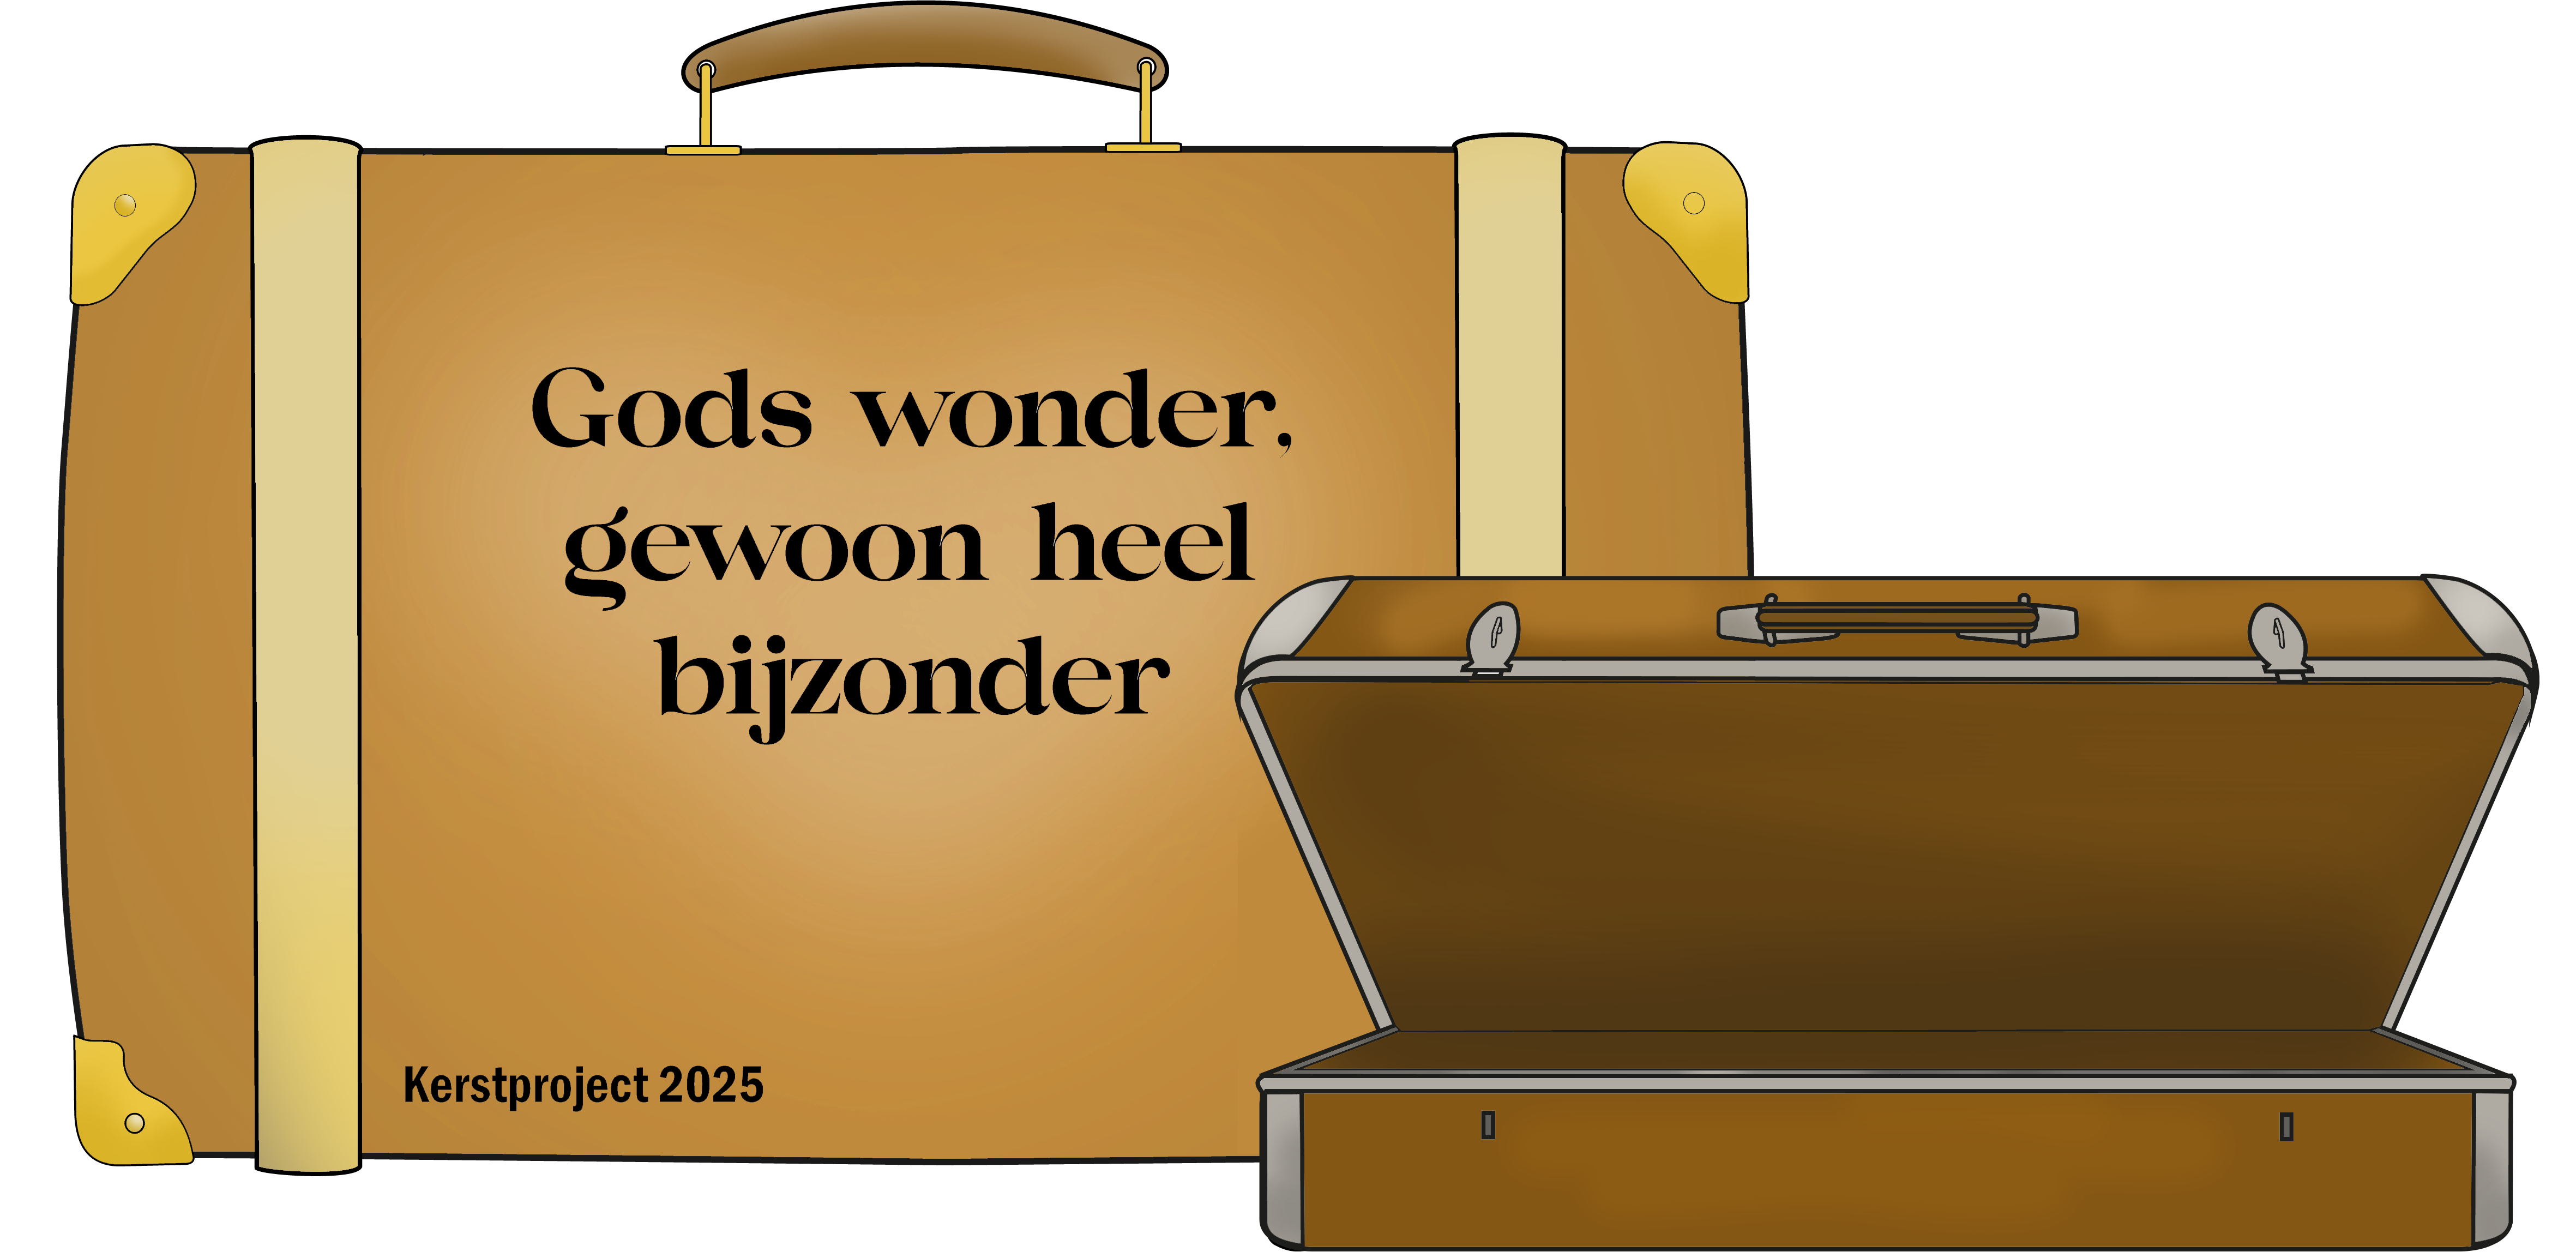 Gods wonder,
gewoon heel
bijzonder
Kerstproject 2025